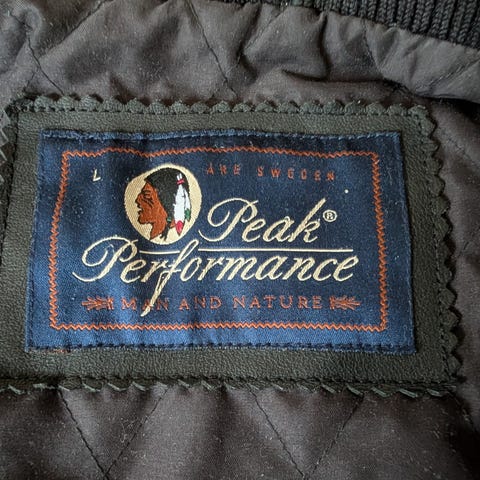 L ÅRE SWEDEN
Peak®
Performance
MAN AND NATURE